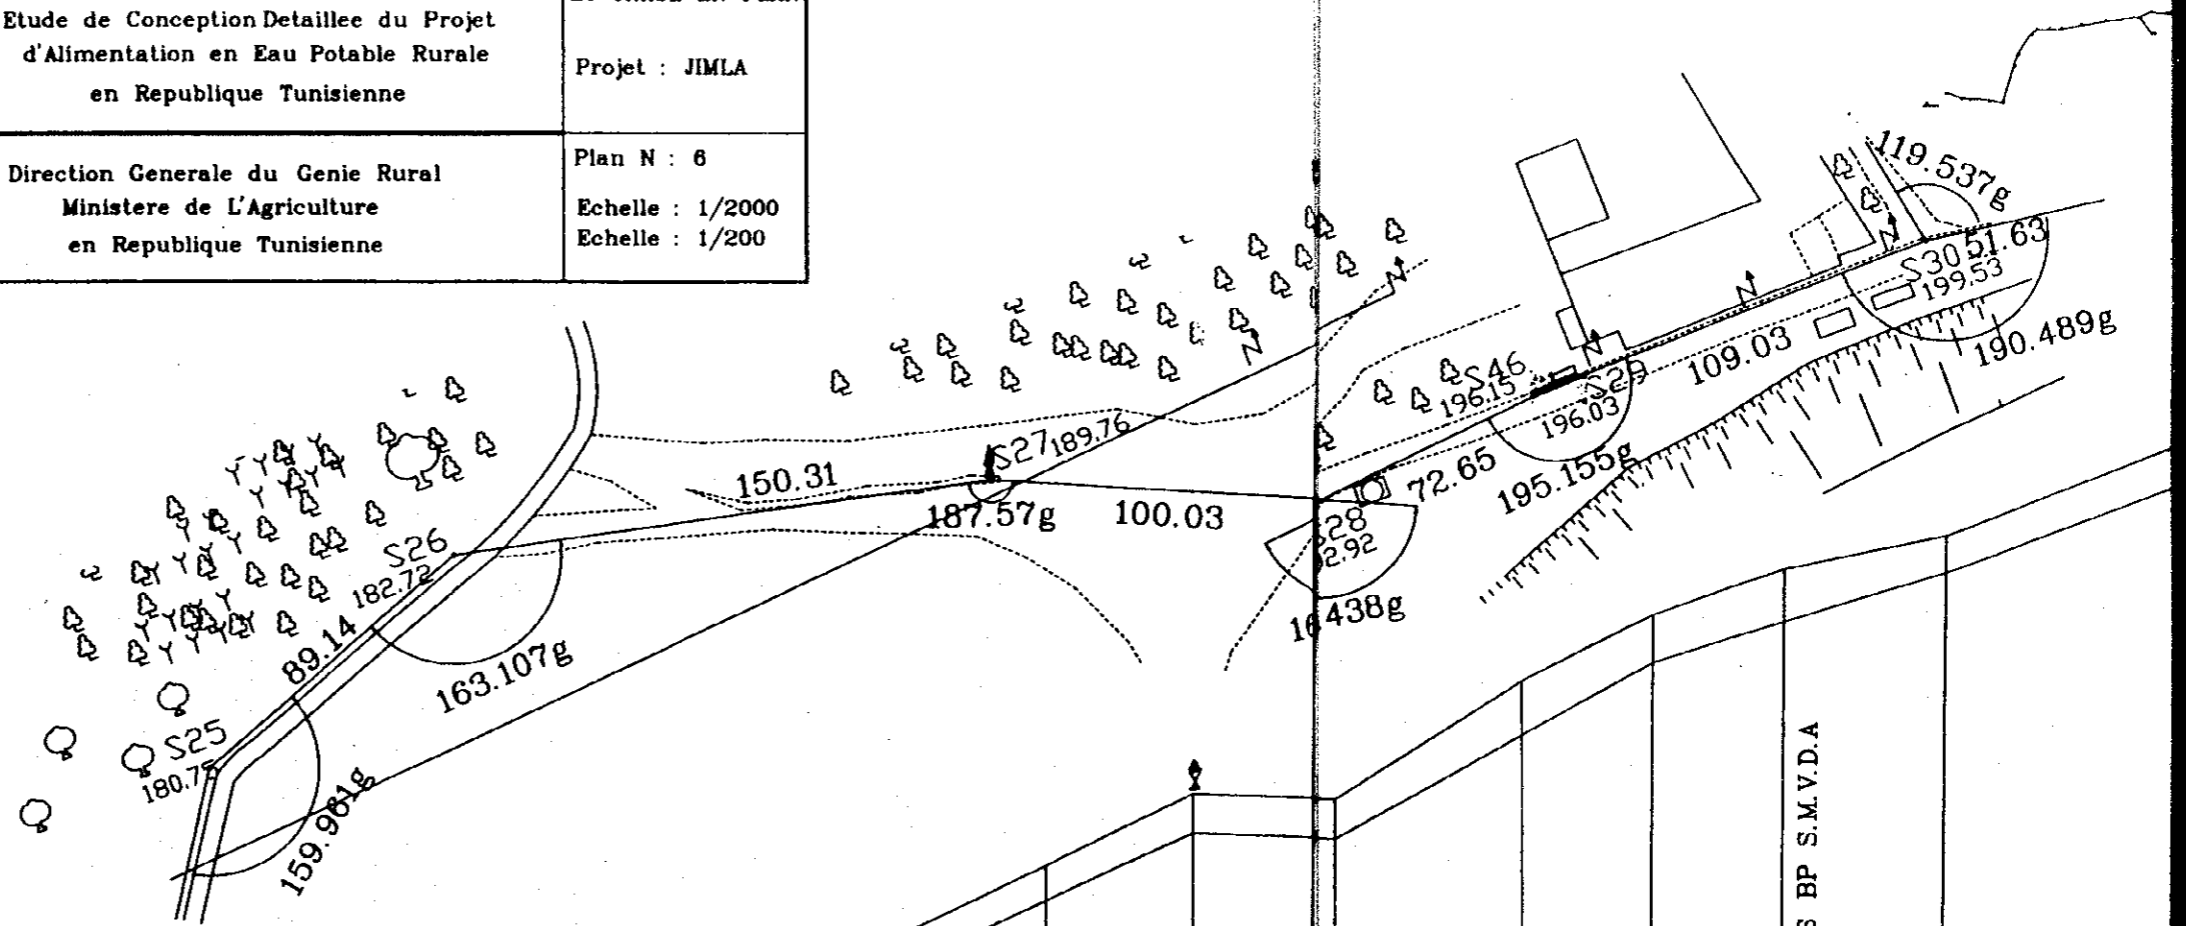 Etude de Conception Detaillee du Projet
d'Alimentation en Eau Potable Rurale
en Republique Tunisienne
Projet : JIMLA
Direction Generale du Genie Rural
Ministere de L'Agriculture
en Republique Tunisienne
Plan N : 6
Echelle : 1/2000
Echelle : 1/200
119.537g
S30
51.63
199.53
190.489g
109.03
S46
196.15
S29
196.03
195.155g
72.65
S27
189.76
150.31
187.57g
100.03
S28
438g
S26
182.72
163.107g
89.14
S25
180.75
159.961g
BP S.M.V.D.A